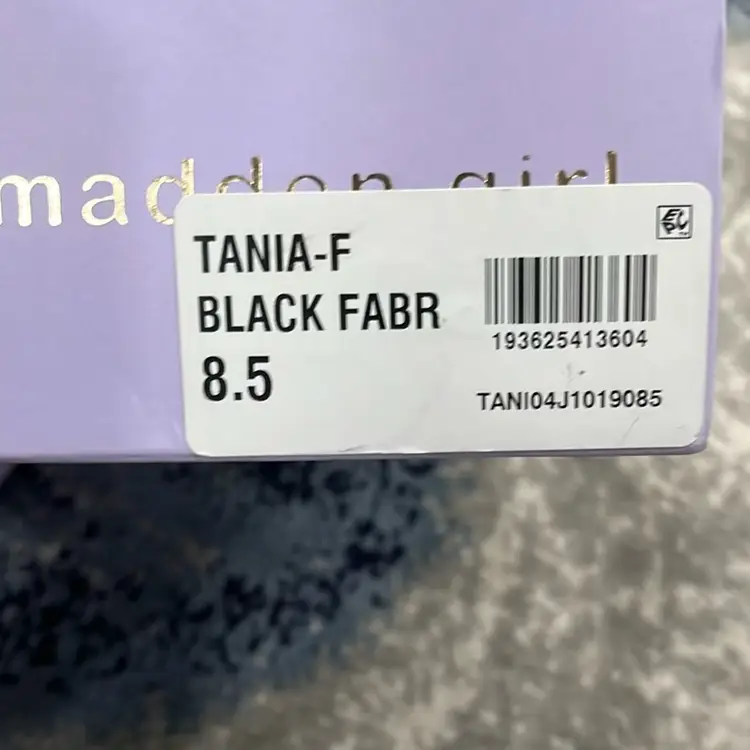 madden girl
TANIA-F
BLACK FABR
8.5
193625413604
TANI04J1019085